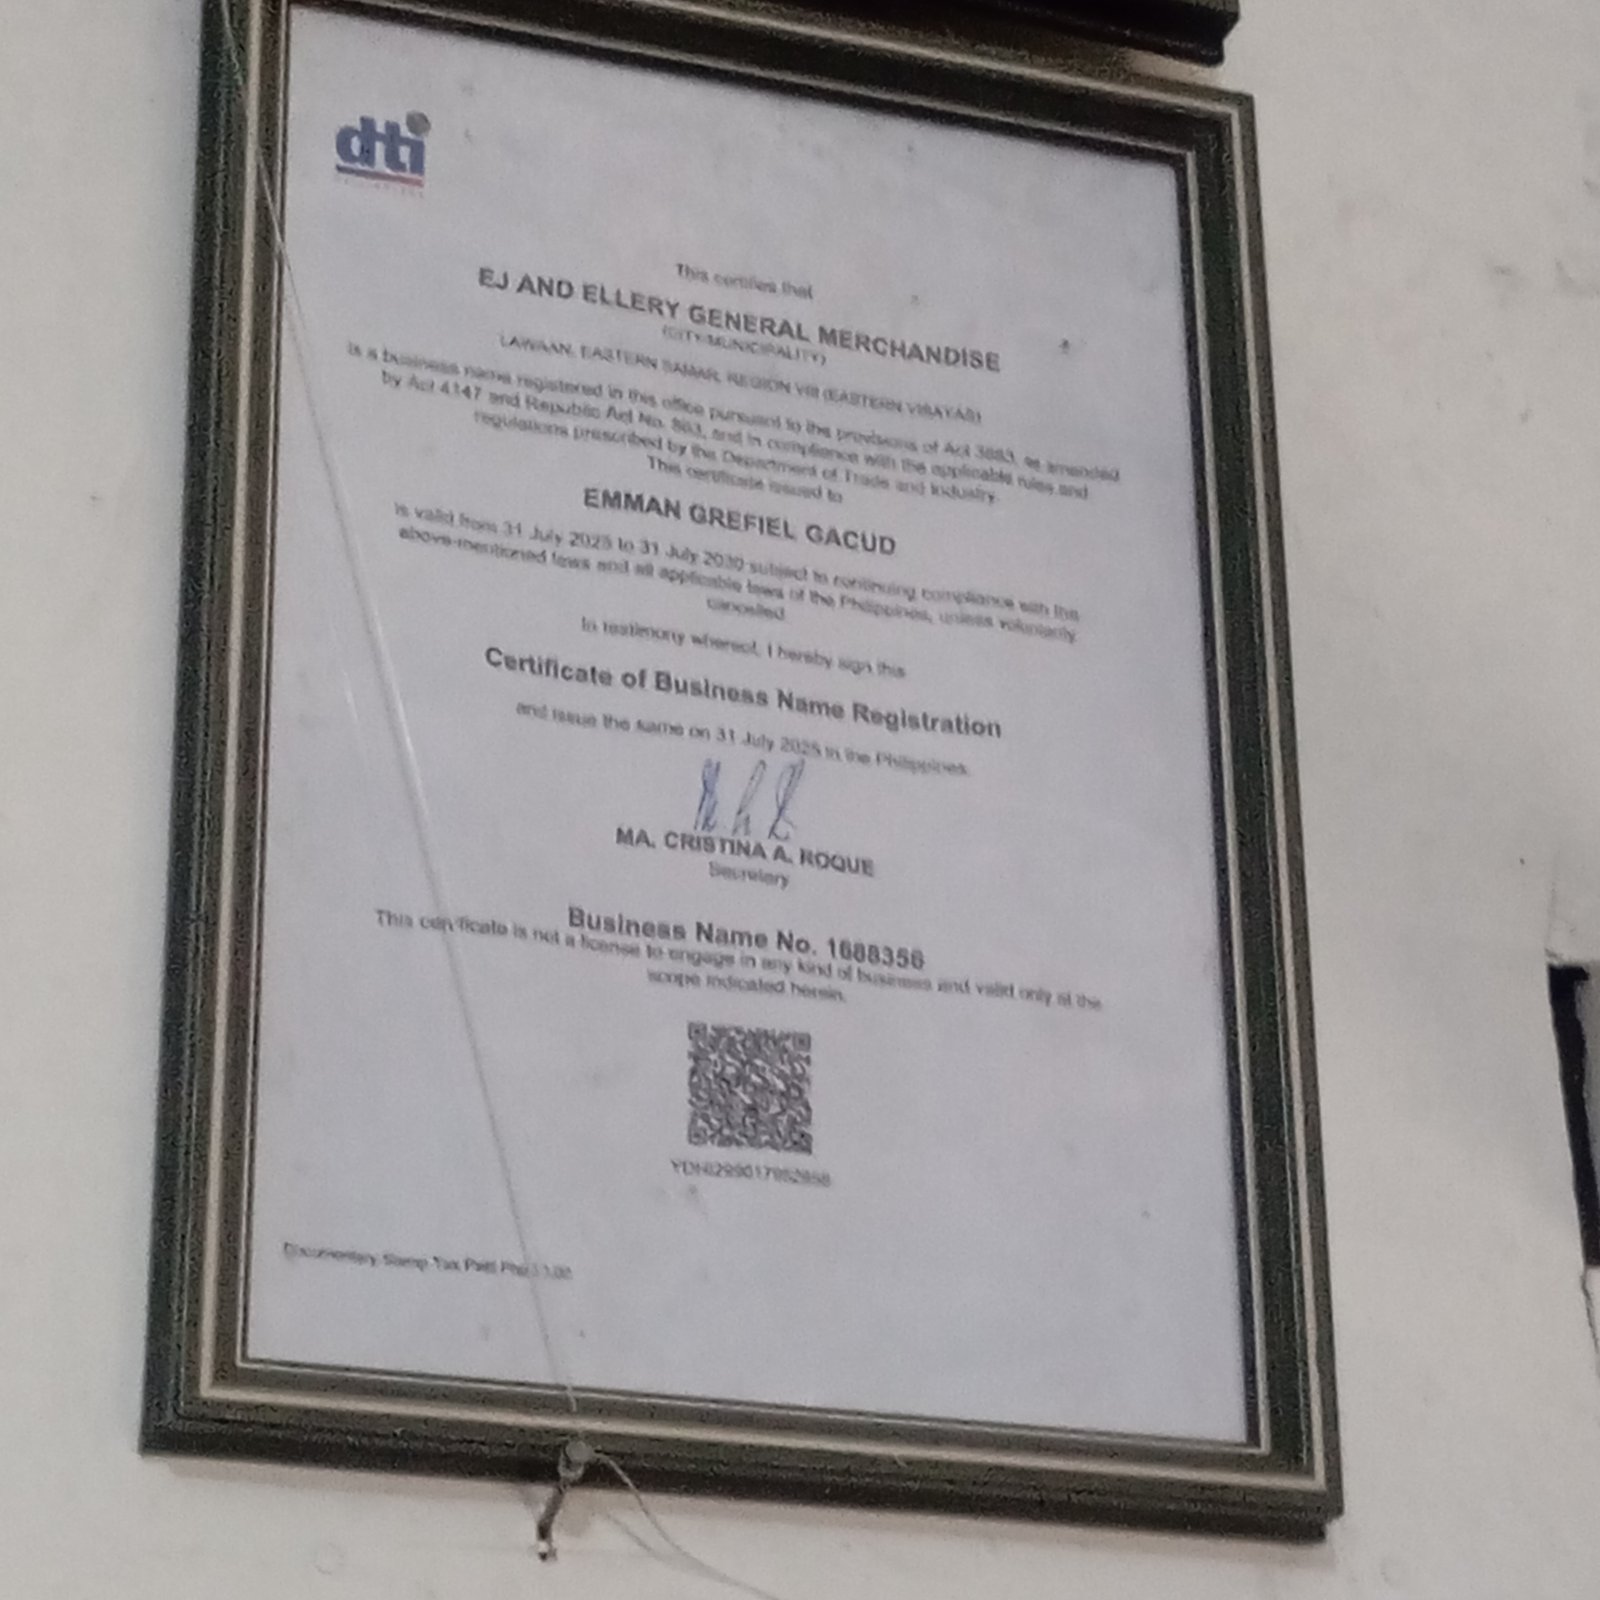 dti
PHILIPPINES
This certifies that
EJ AND ELLERY GENERAL MERCHANDISE
(CITY/MUNICIPALITY)
LAWAAN, EASTERN SAMAR, REGION VIII (EASTERN VISAYAS)
is a business name registered in this office pursuant to the provisions of Act 3883, as amended
by Act 4147 and Republic Act No. 863, and in compliance with the applicable rules and
regulations prescribed by the Department of Trade and Industry.
This certificate issued to
EMMAN GREFIEL GACUD
is valid from 31 July 2025 to 31 July 2030 subject to continuing compliance with the
above-mentioned laws and all applicable laws of the Philippines, unless voluntarily
cancelled
In testimony whereof, I hereby sign this
Certificate of Business Name Registration
and issue the same on 31 July 2025 in the Philippines.
MA. CRISTINA A. ROQUE
Secretary
Business Name No. 1688356
This certificate is not a license to engage in any kind of business and valid only at the
scope indicated herein.
Documentary Stamp Tax Paid Php